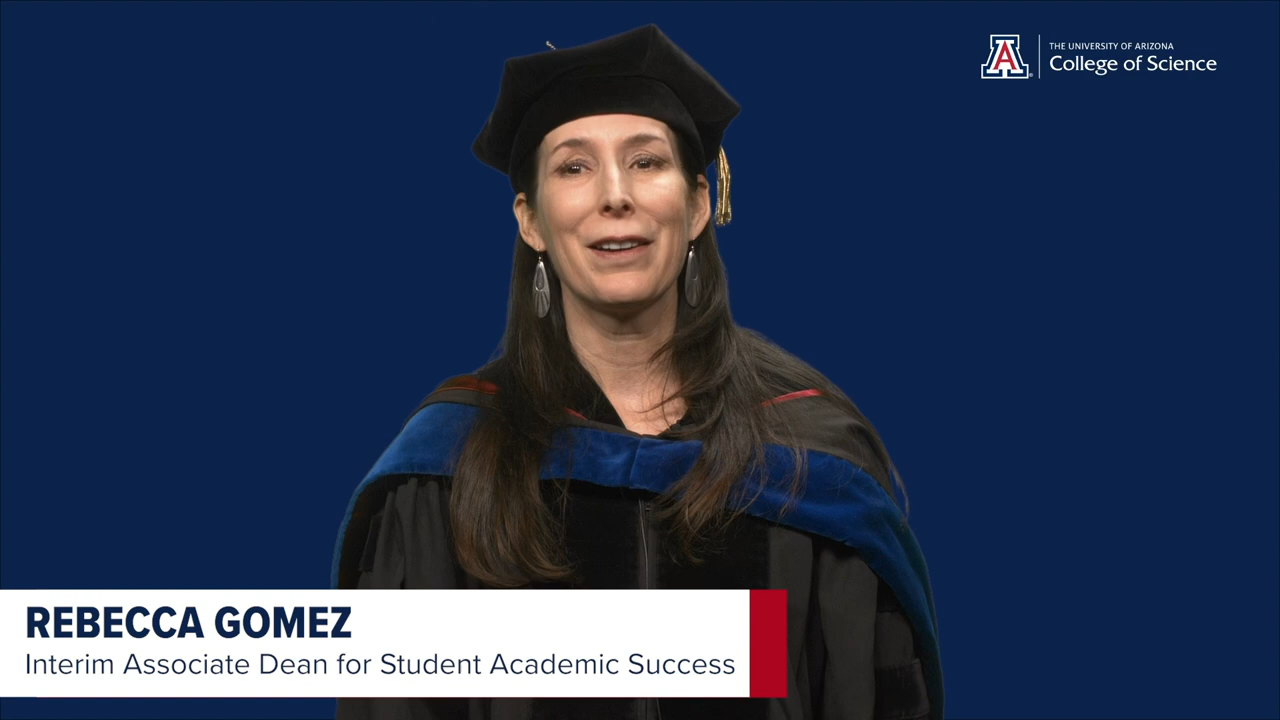 A
THE UNIVERSITY OF ARIZONA
College of Science
REBECCA GOMEZ
Interim Associate Dean for Student Academic Success